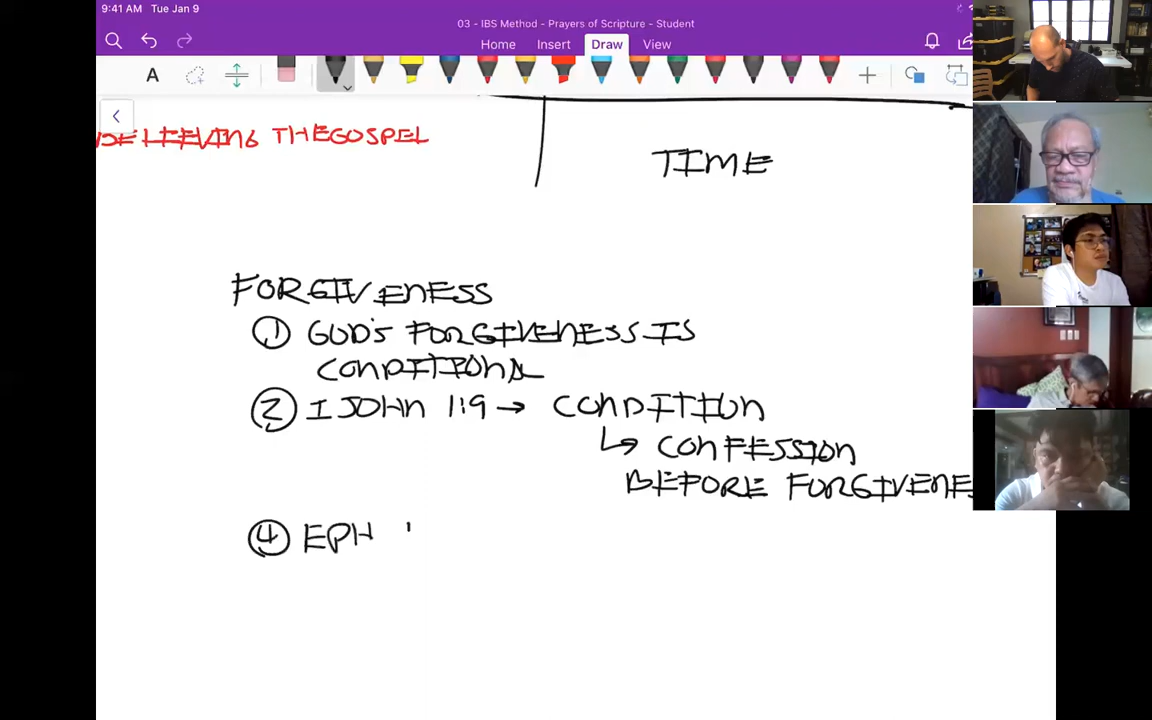 9:41 AM Tue Jan 9
03 - IBS Method - Prayers of Scripture - Student
Home Insert Draw View
A
BELIEVING THE GOSPEL
TIME
FORGIVENESS
① GOD'S FORGIVENESS IS
CONDITIONAL
② I JOHN 1:9 → CONDITION
↳ CONFESSION
BEFORE FORGIVENE
④ EPH